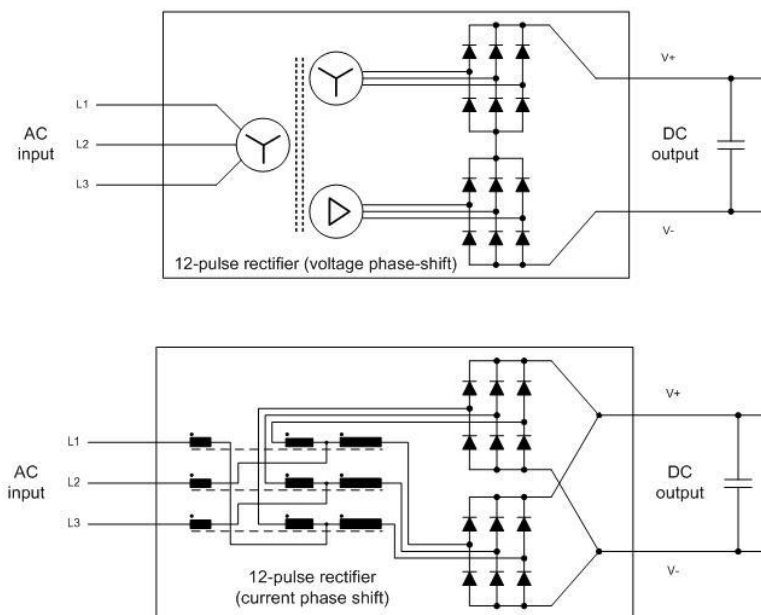 V+
L1
AC
input
L2
DC
output
L3
V-
12-pulse rectifier (voltage phase-shift)
V+
L1
AC
input
L2
DC
output
L3
12-pulse rectifier
(current phase shift)
V-